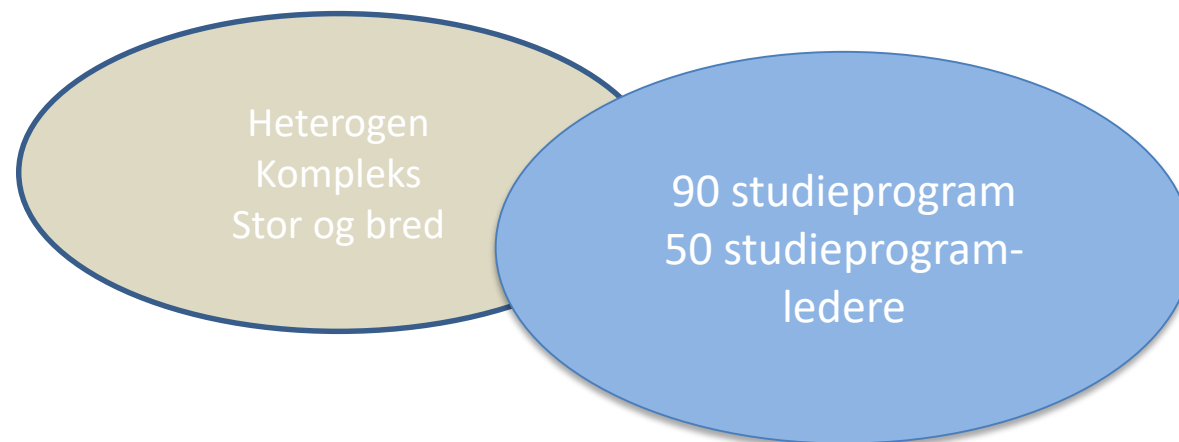 Heterogen
Kompleks
Stor og bred
90 studieprogram
50 studieprogram-
ledere